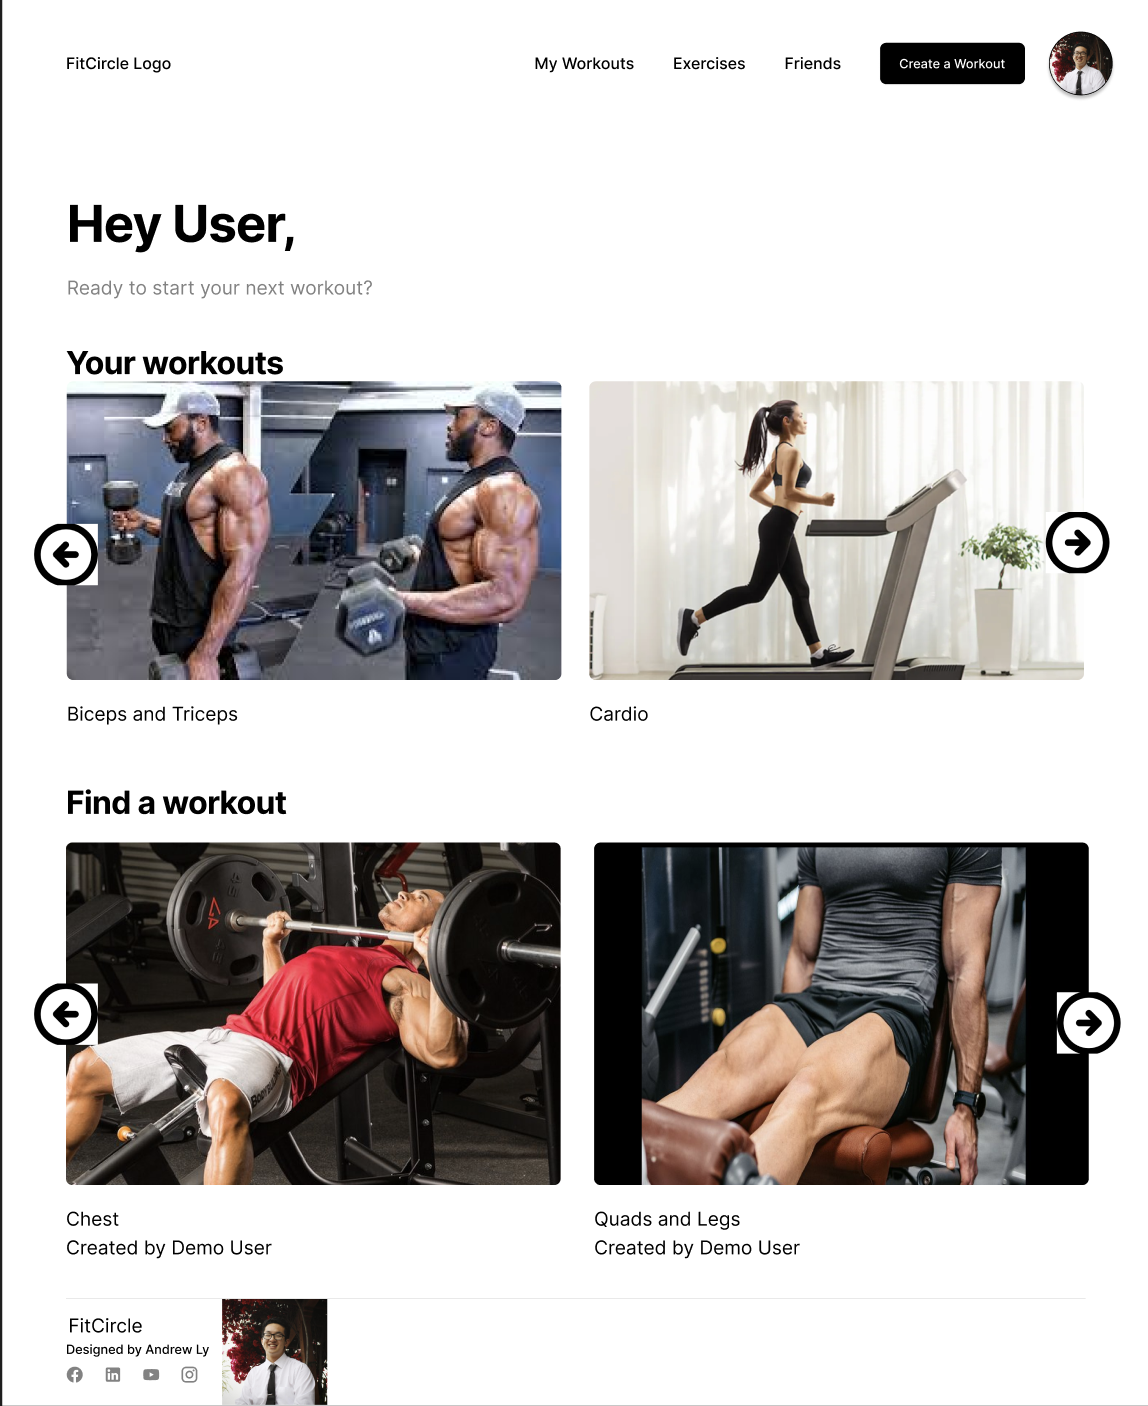 FitCircle Logo
My Workouts
Exercises
Friends
Create a Workout
Hey User,
Ready to start your next workout?
Your workouts
Biceps and Triceps
Cardio
Find a workout
Chest
Created by Demo User
Quads and Legs
Created by Demo User
FitCircle
Designed by Andrew Ly